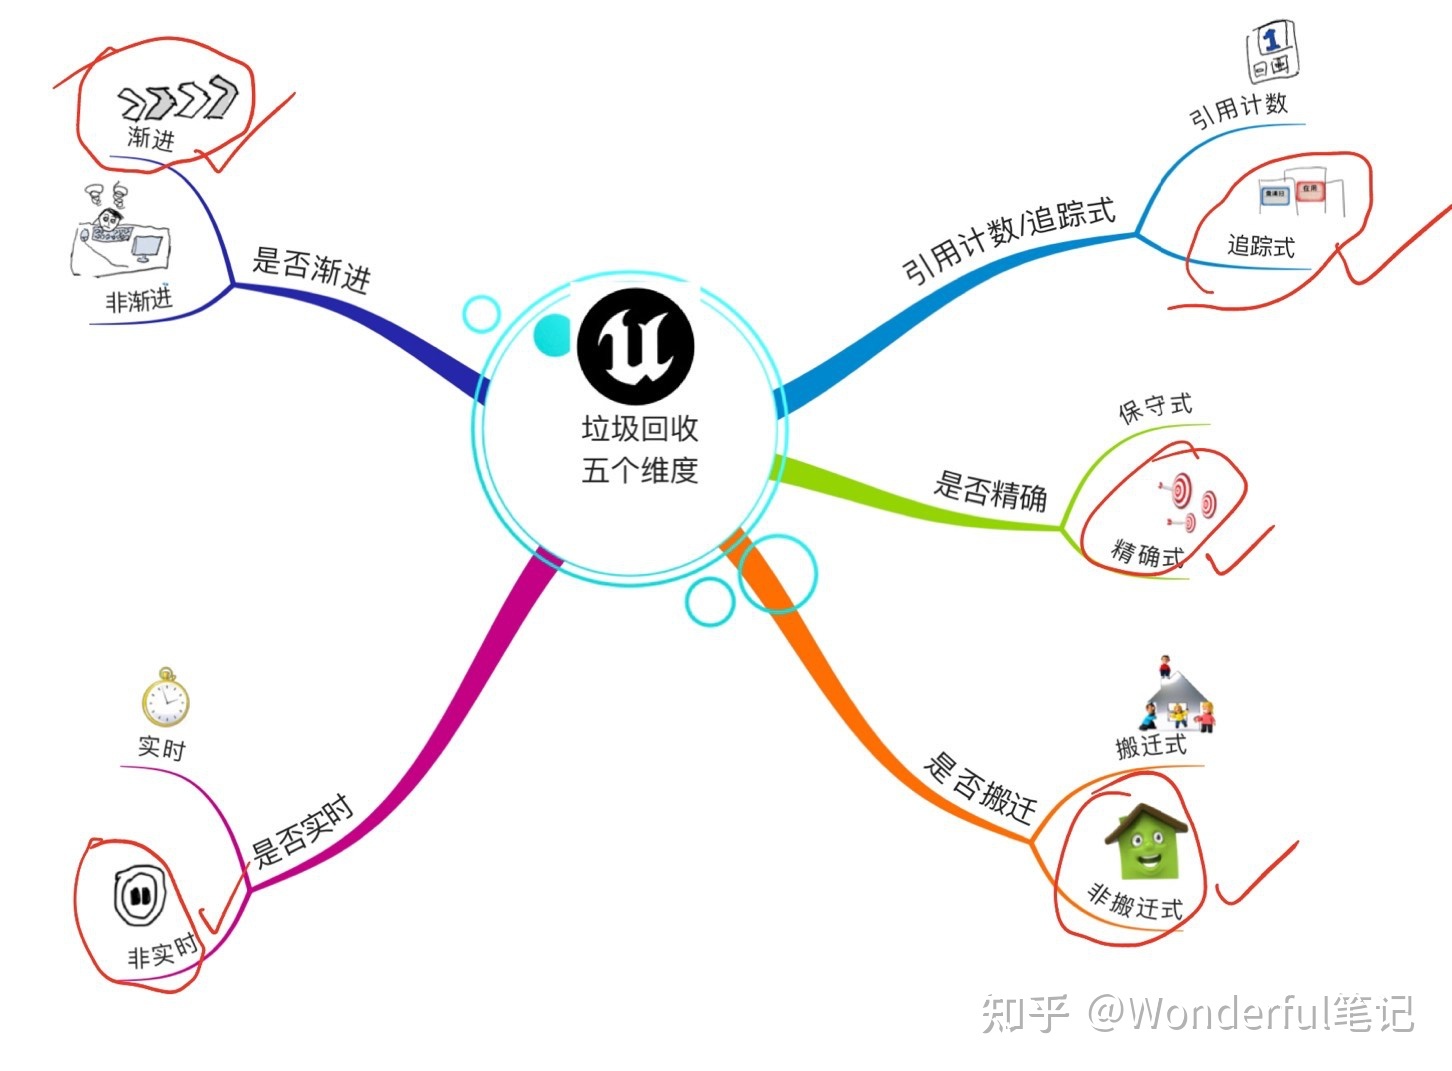 垃圾回收
五个维度
引用计数/追踪式
1
引用计数
在用
追踪式
是否精确
保守式
精确式
是否搬迁
搬迁式
非搬迁式
是否渐进
渐进
非渐进
是否实时
实时
非实时
知乎 @Wonderful笔记